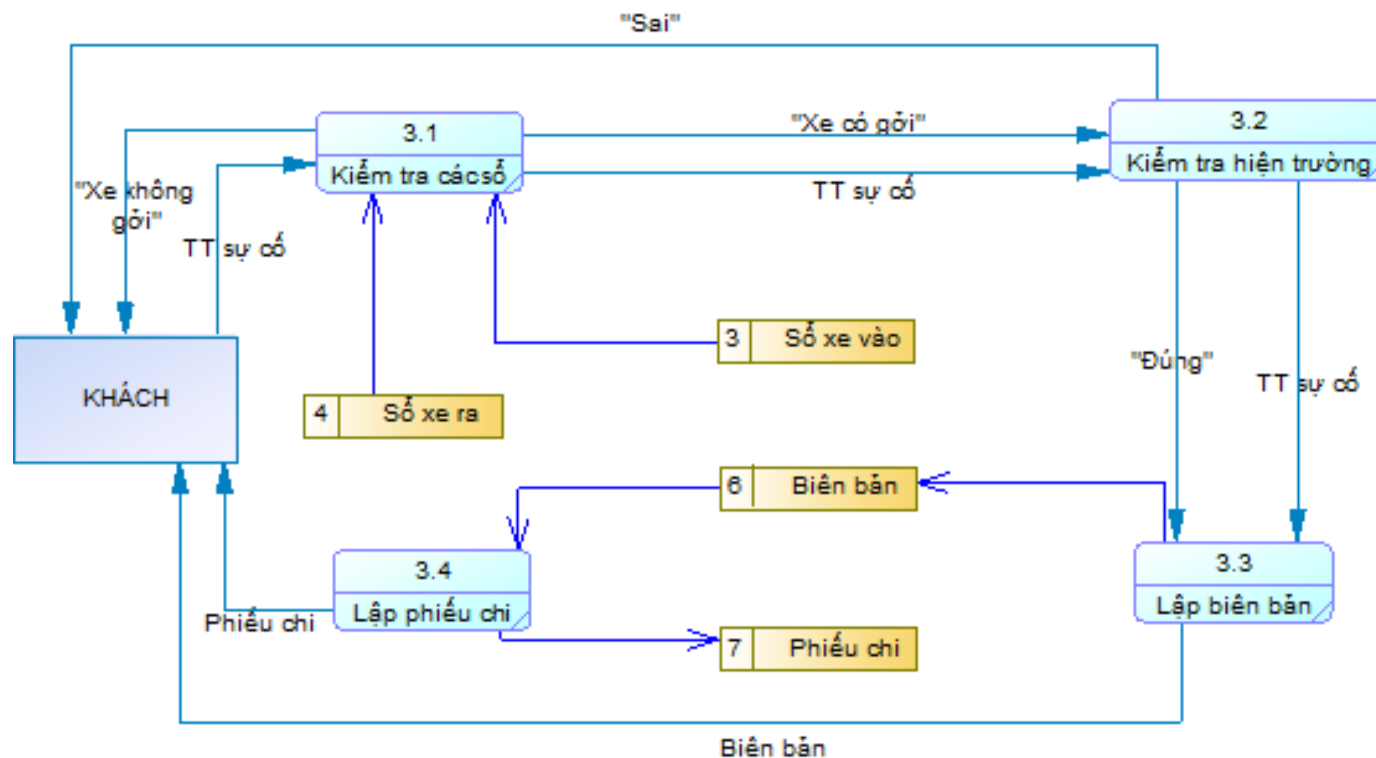 "Sai"
3.1
Kiểm tra cácsổ
"Xe có gởi"
TT sự cố
3.2
Kiểm tra hiện trường
"Xe không
gởi"
TT sự cố
3 Sổ xe vào
"Đúng"
TT sự cố
KHÁCH
4 Sổ xe ra
6 Biên bản
3.4
Lập phiếu chi
3.3
Lập biên bản
Phiếu chi
7 Phiếu chi
Biên bản